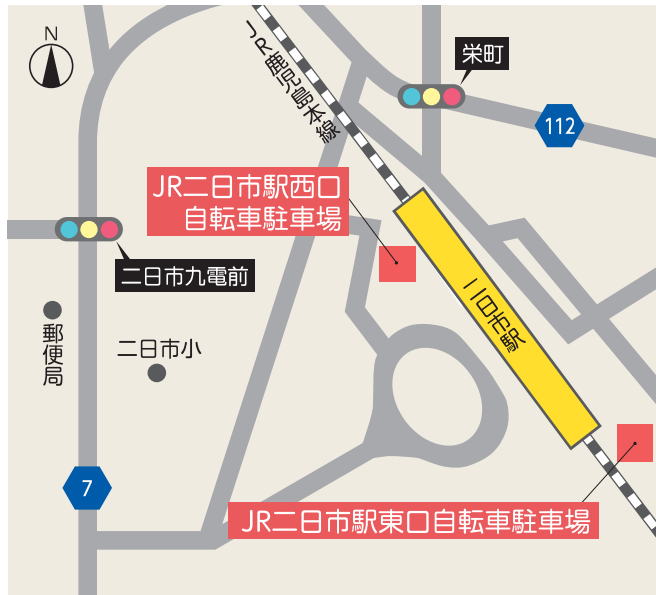 N
JR鹿児島本線
栄町
112
JR二日市駅西口
自転車駐車場
二日市九電前
二日市駅
郵便局
二日市小
7
JR二日市駅東口自転車駐車場